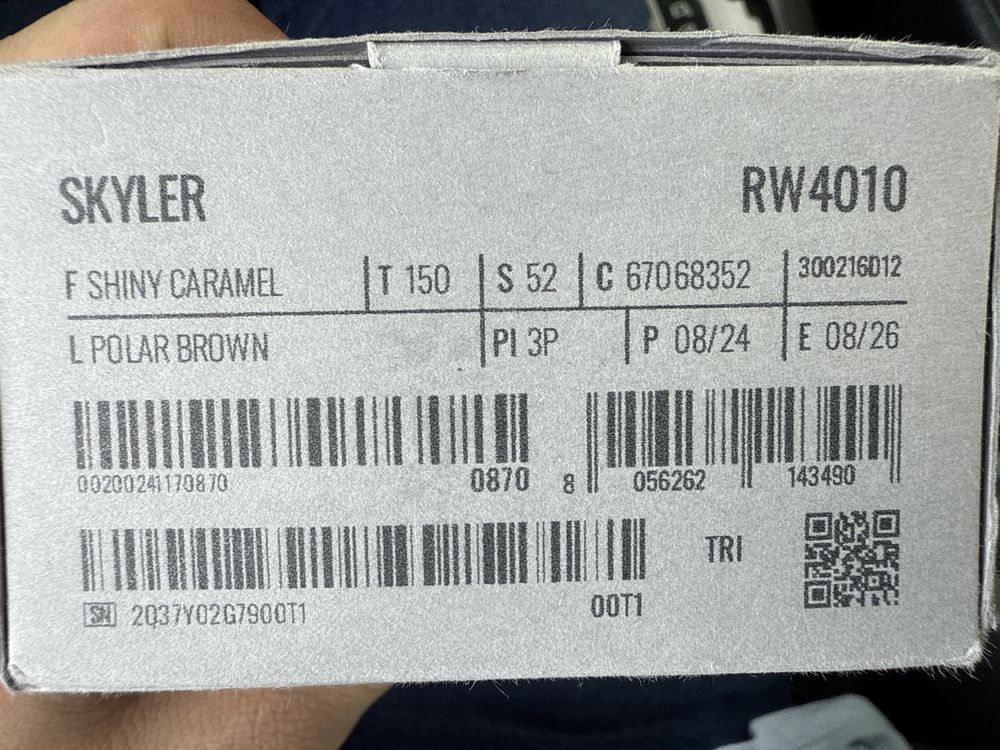 SKYLER RW4010
F SHINY CARAMEL T 150 S 52 C 67068352 300216D12
L POLAR BROWN PI 3P P 08/24 E 08/26
00200241170870 0870 8 056262 143490
TRI
SN 2Q37Y02G7900T1 00T1